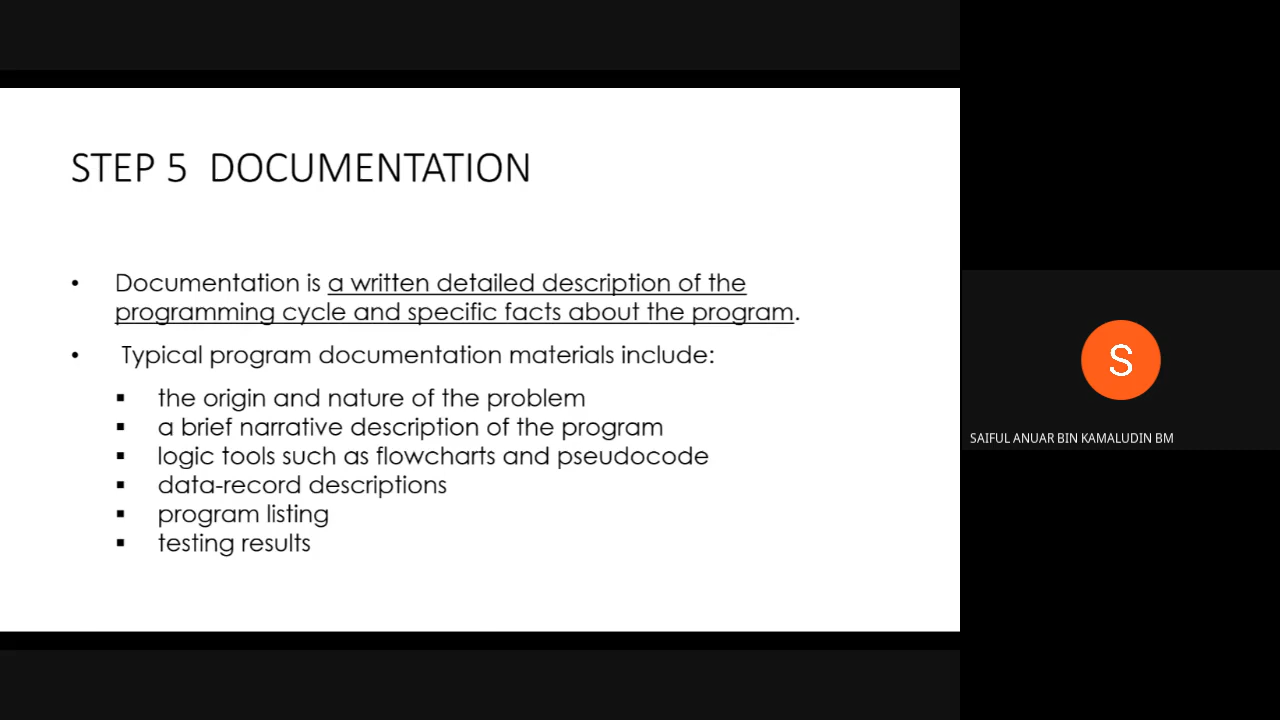 STEP 5 DOCUMENTATION
• Documentation is a written detailed description of the
programming cycle and specific facts about the program.
• Typical program documentation materials include:
▪ the origin and nature of the problem
▪ a brief narrative description of the program
▪ logic tools such as flowcharts and pseudocode
▪ data-record descriptions
▪ program listing
▪ testing results
S
SAIFUL ANUAR BIN KAMALUDIN BM